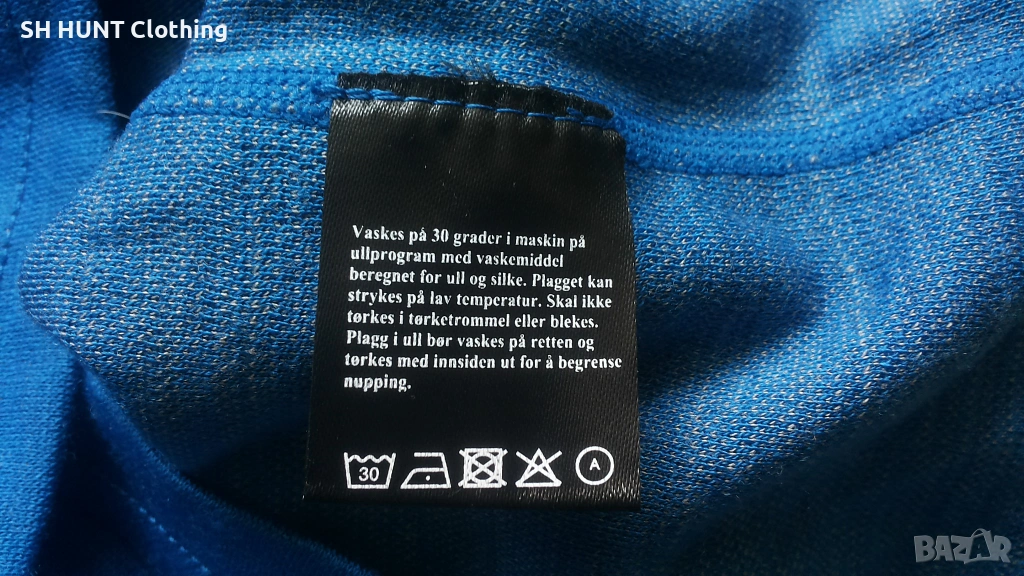 SH HUNT Clothing
Vaskes på 30 grader i maskin på
ullprogram med vaskemiddel
beregnet for ull og silke. Plagget kan
strykes på lav temperatur. Skal ikke
tørkes i tørketrommel eller blekes.
Plagg i ull bør vaskes på retten og
tørkes med innsiden ut for å begrense
nupping.
30 A
BAZAR